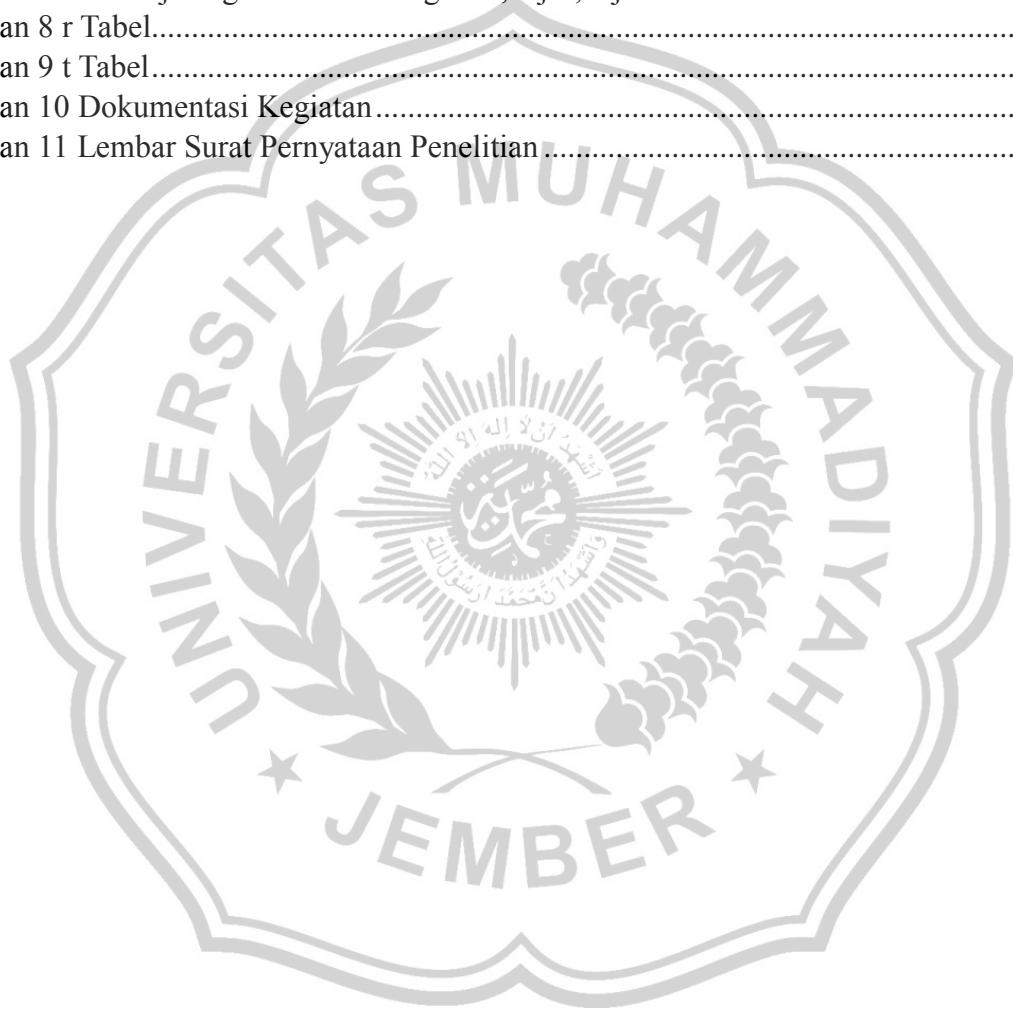 an 8 r Tabel
an 9 t Tabel
an 10 Dokumentasi Kegiatan
an 11 Lembar Surat Pernyataan Penelitian
UNIVERSITAS MUHAMMADIYAH
JEMBER